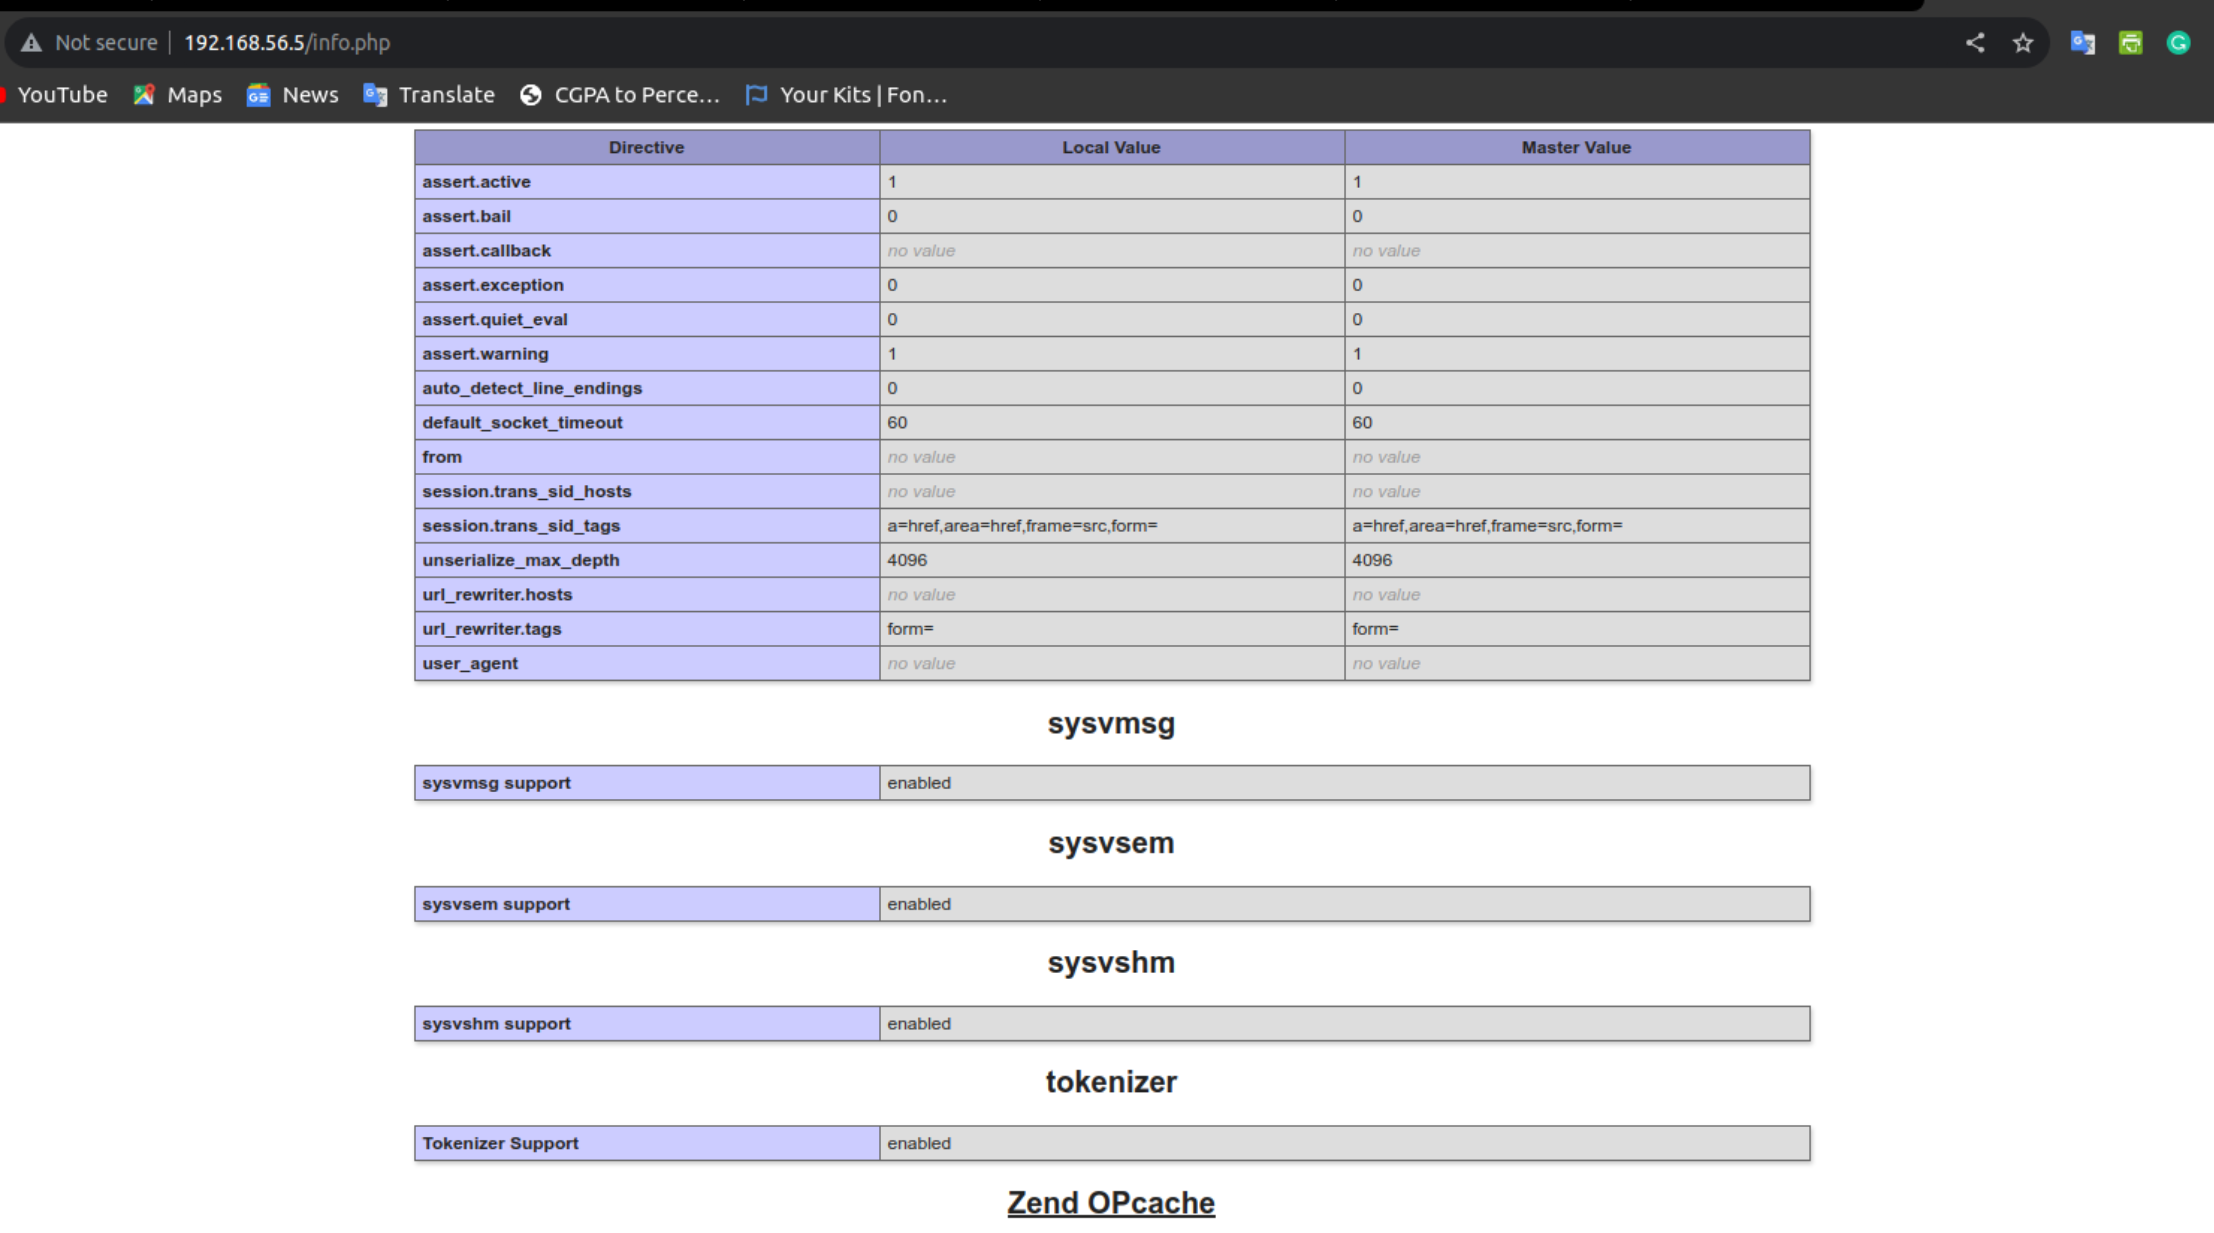 Not secure 192.168.56.5/info.php
YouTube Maps News Translate CGPA to Perce... Your Kits | Fon...
Directive Local Value Master Value
assert.active 1 1
assert.bail 0 0
assert.callback no value no value
assert.exception 0 0
assert.quiet_eval 0 0
assert.warning 1 1
auto_detect_line_endings 0 0
default_socket_timeout 60 60
from no value no value
session.trans_sid_hosts no value no value
session.trans_sid_tags a=href,area=href,frame=src,form= a=href,area=href,frame=src,form=
unserialize_max_depth 4096 4096
url_rewriter.hosts no value no value
url_rewriter.tags form= form=
user_agent no value no value
sysvmsg
sysvmsg support enabled
sysvsem
sysvsem support enabled
sysvshm
sysvshm support enabled
tokenizer
Tokenizer Support enabled
Zend OPcache